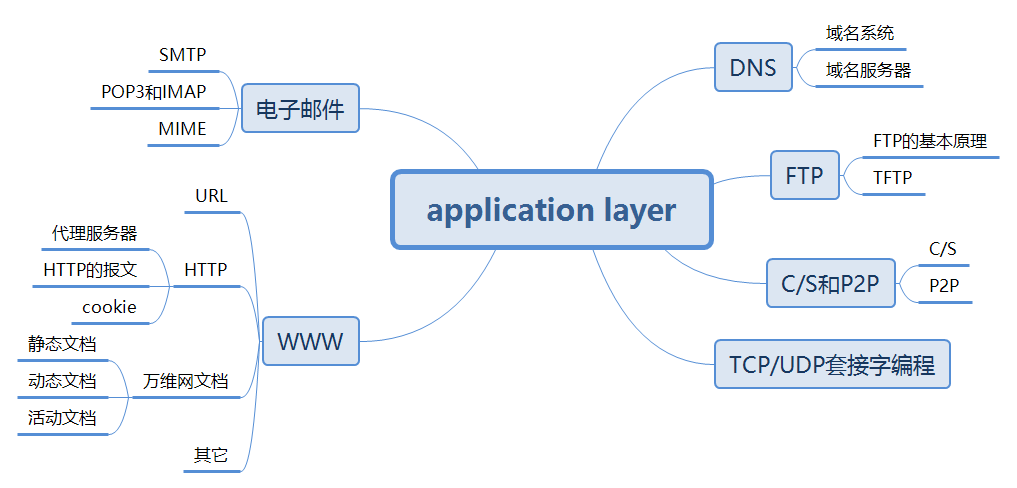 application layer
DNS
域名系统
域名服务器
FTP
FTP的基本原理
TFTP
C/S和P2P
C/S
P2P
TCP/UDP套接字编程
电子邮件
SMTP
POP3和IMAP
MIME
WWW
URL
HTTP
代理服务器
HTTP的报文
cookie
万维网文档
静态文档
动态文档
活动文档
其它